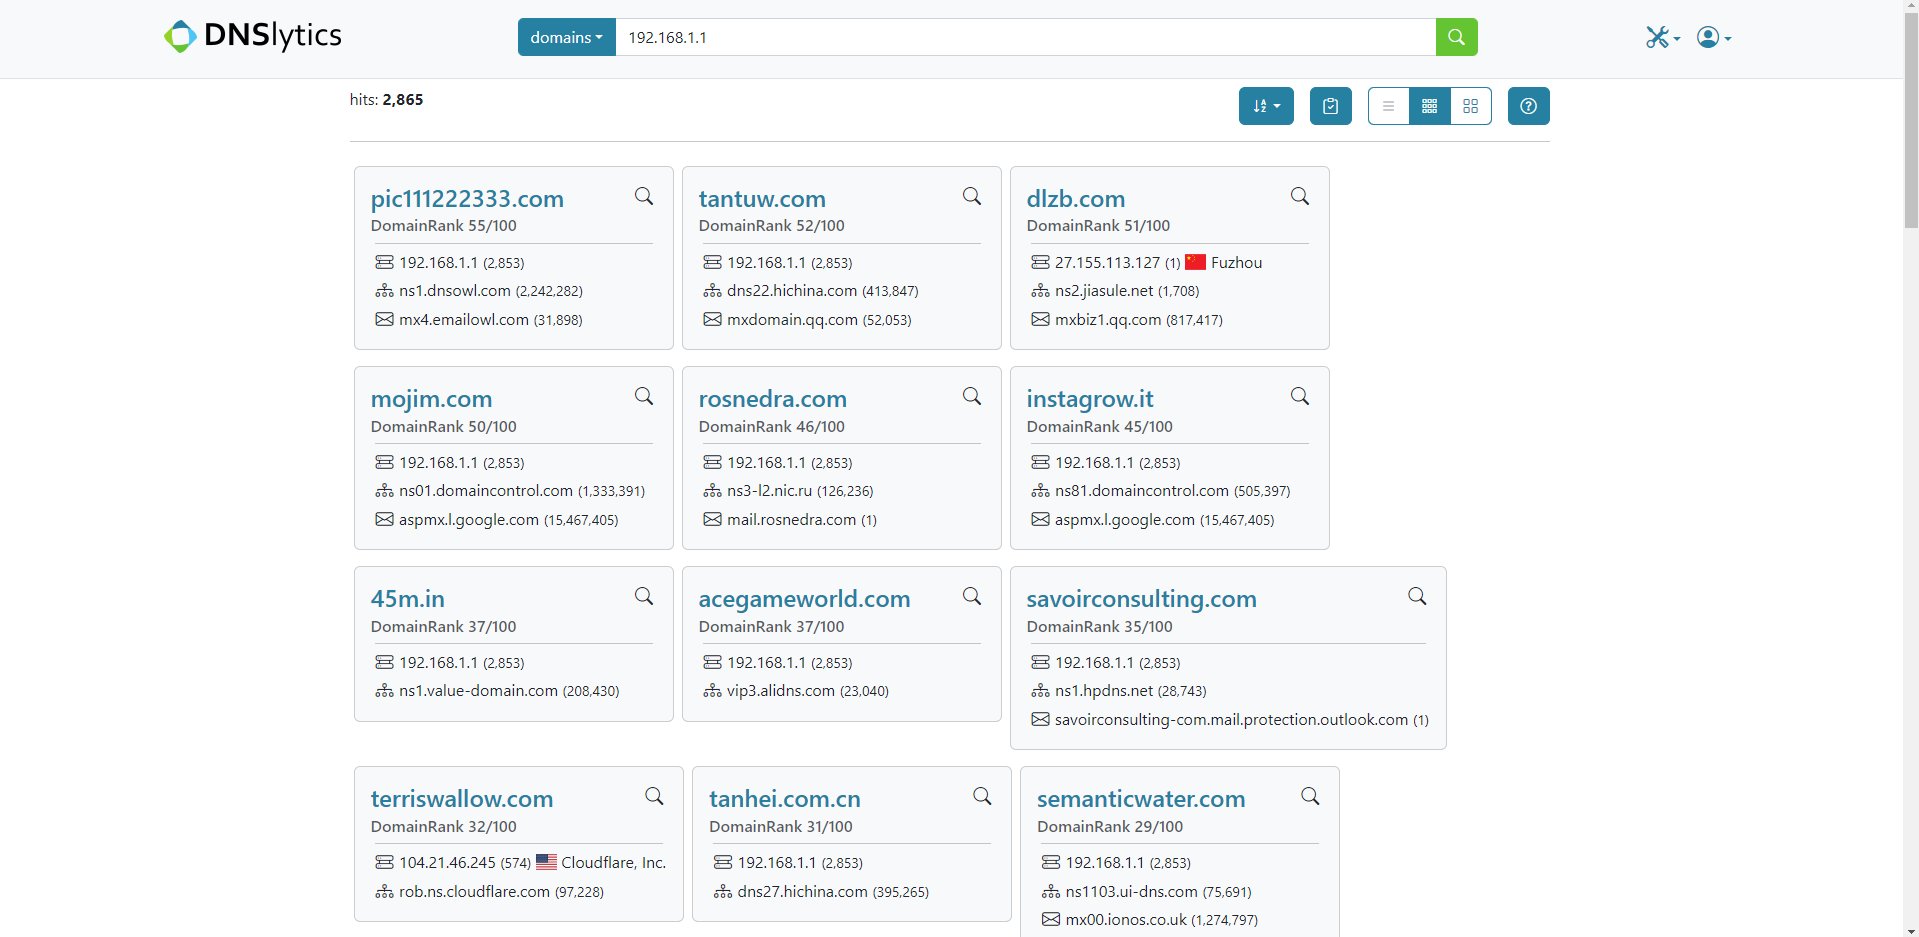 DNSlytics
domains
192.168.1.1
hits: 2,865
pic111222333.com
DomainRank 55/100
192.168.1.1 (2,853)
ns1.dnsowl.com (2,242,282)
mx4.emailowl.com (31,898)
tantuw.com
DomainRank 52/100
192.168.1.1 (2,853)
dns22.hichina.com (413,847)
mxdomain.qq.com (52,053)
dlzb.com
DomainRank 51/100
27.155.113.127 (1) Fuzhou
ns2.jiasule.net (1,708)
mxbiz1.qq.com (817,417)
mojim.com
DomainRank 50/100
192.168.1.1 (2,853)
ns01.domaincontrol.com (1,333,391)
aspmx.l.google.com (15,467,405)
rosnedra.com
DomainRank 46/100
192.168.1.1 (2,853)
ns3-l2.nic.ru (126,236)
mail.rosnedra.com (1)
instagrow.it
DomainRank 45/100
192.168.1.1 (2,853)
ns81.domaincontrol.com (505,397)
aspmx.l.google.com (15,467,405)
45m.in
DomainRank 37/100
192.168.1.1 (2,853)
ns1.value-domain.com (208,430)
acegameworld.com
DomainRank 37/100
192.168.1.1 (2,853)
vip3.alidns.com (23,040)
savoirconsulting.com
DomainRank 35/100
192.168.1.1 (2,853)
ns1.hpdns.net (28,743)
savoirconsulting-com.mail.protection.outlook.com (1)
terriswallow.com
DomainRank 32/100
104.21.46.245 (574) Cloudflare, Inc.
rob.ns.cloudflare.com (97,228)
tanhei.com.cn
DomainRank 31/100
192.168.1.1 (2,853)
dns27.hichina.com (395,265)
semanticwater.com
DomainRank 29/100
192.168.1.1 (2,853)
ns1103.ui-dns.com (75,691)
mx00.ionos.co.uk (1,274,797)